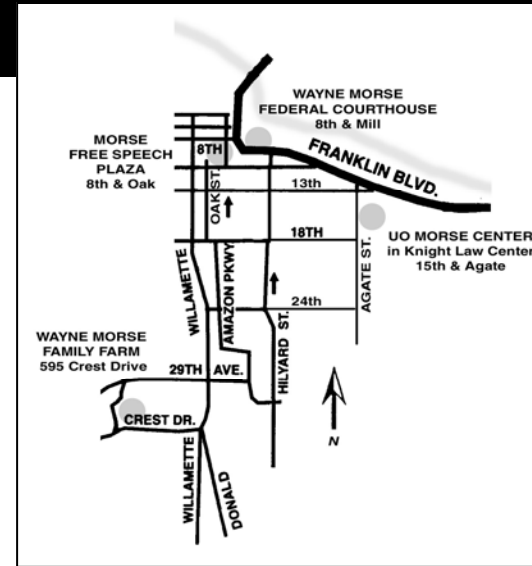 WAYNE MORSE
FEDERAL COURTHOUSE
8th & Mill
MORSE
FREE SPEECH
PLAZA
8th & Oak
8TH
FRANKLIN BLVD.
OAK ST.
13th
UO MORSE CENTER
in Knight Law Center
15th & Agate
18TH
AGATE ST.
WILLAMETTE
AMAZON PKWY
24th
HILYARD ST.
WAYNE MORSE
FAMILY FARM
595 Crest Drive
29TH AVE.
CREST DR.
N
WILLAMETTE
DONALD